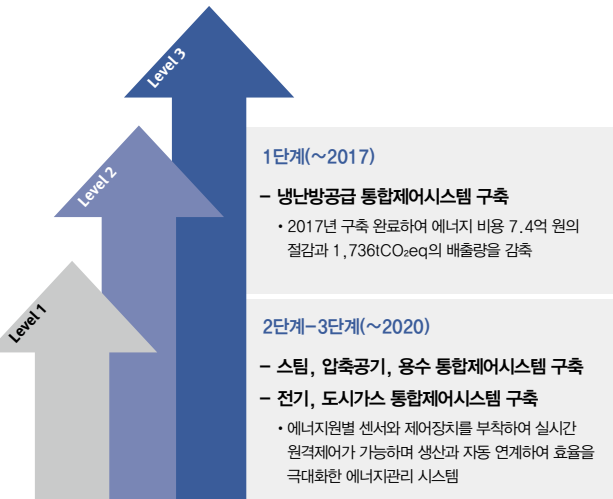 Level 3
Level 2
Level 1
1단계(~2017)
- 냉난방공급 통합제어시스템 구축
• 2017년 구축 완료하여 에너지 비용 7.4억 원의
절감과 1,736tCO₂eq의 배출량을 감축
2단계-3단계(~2020)
- 스팀, 압축공기, 용수 통합제어시스템 구축
- 전기, 도시가스 통합제어시스템 구축
• 에너지원별 센서와 제어장치를 부착하여 실시간
원격제어가 가능하며 생산과 자동 연계하여 효율을
극대화한 에너지관리 시스템